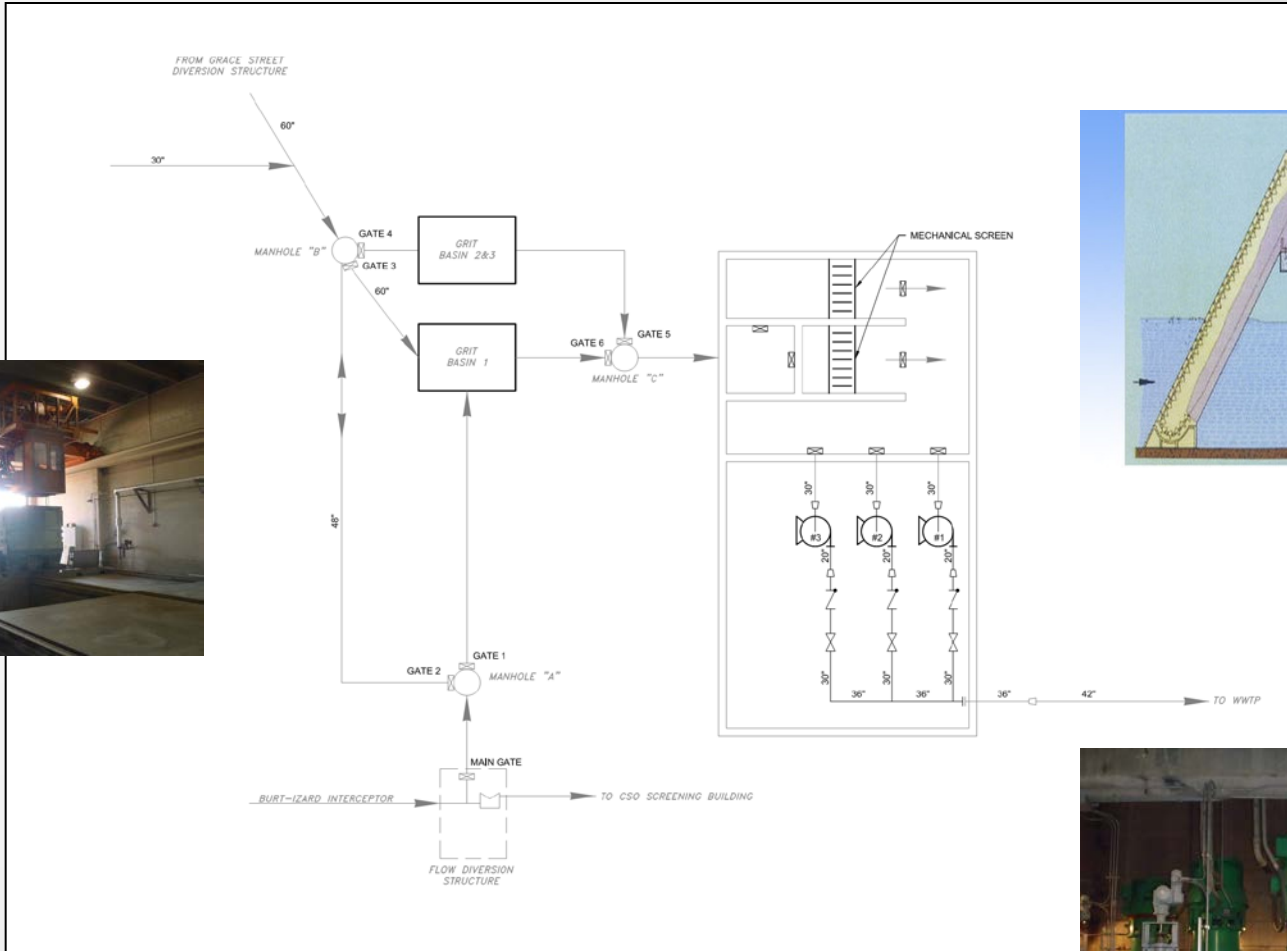 FROM GRACE STREET
DIVERSION STRUCTURE
60"
30"
MANHOLE "B"
GATE 4
GATE 3
60"
GRIT
BASIN 2&3
GRIT
BASIN 1
GATE 6
GATE 5
MANHOLE "C"
MECHANICAL SCREEN
48"
30"
30"
30"
#3
#2
#1
20"
20"
20"
30"
30"
30"
36"
36"
36"
42"
TO WWTP
GATE 2
GATE 1
MANHOLE "A"
MAIN GATE
BURT-IZARD INTERCEPTOR
TO CSO SCREENING BUILDING
FLOW DIVERSION
STRUCTURE